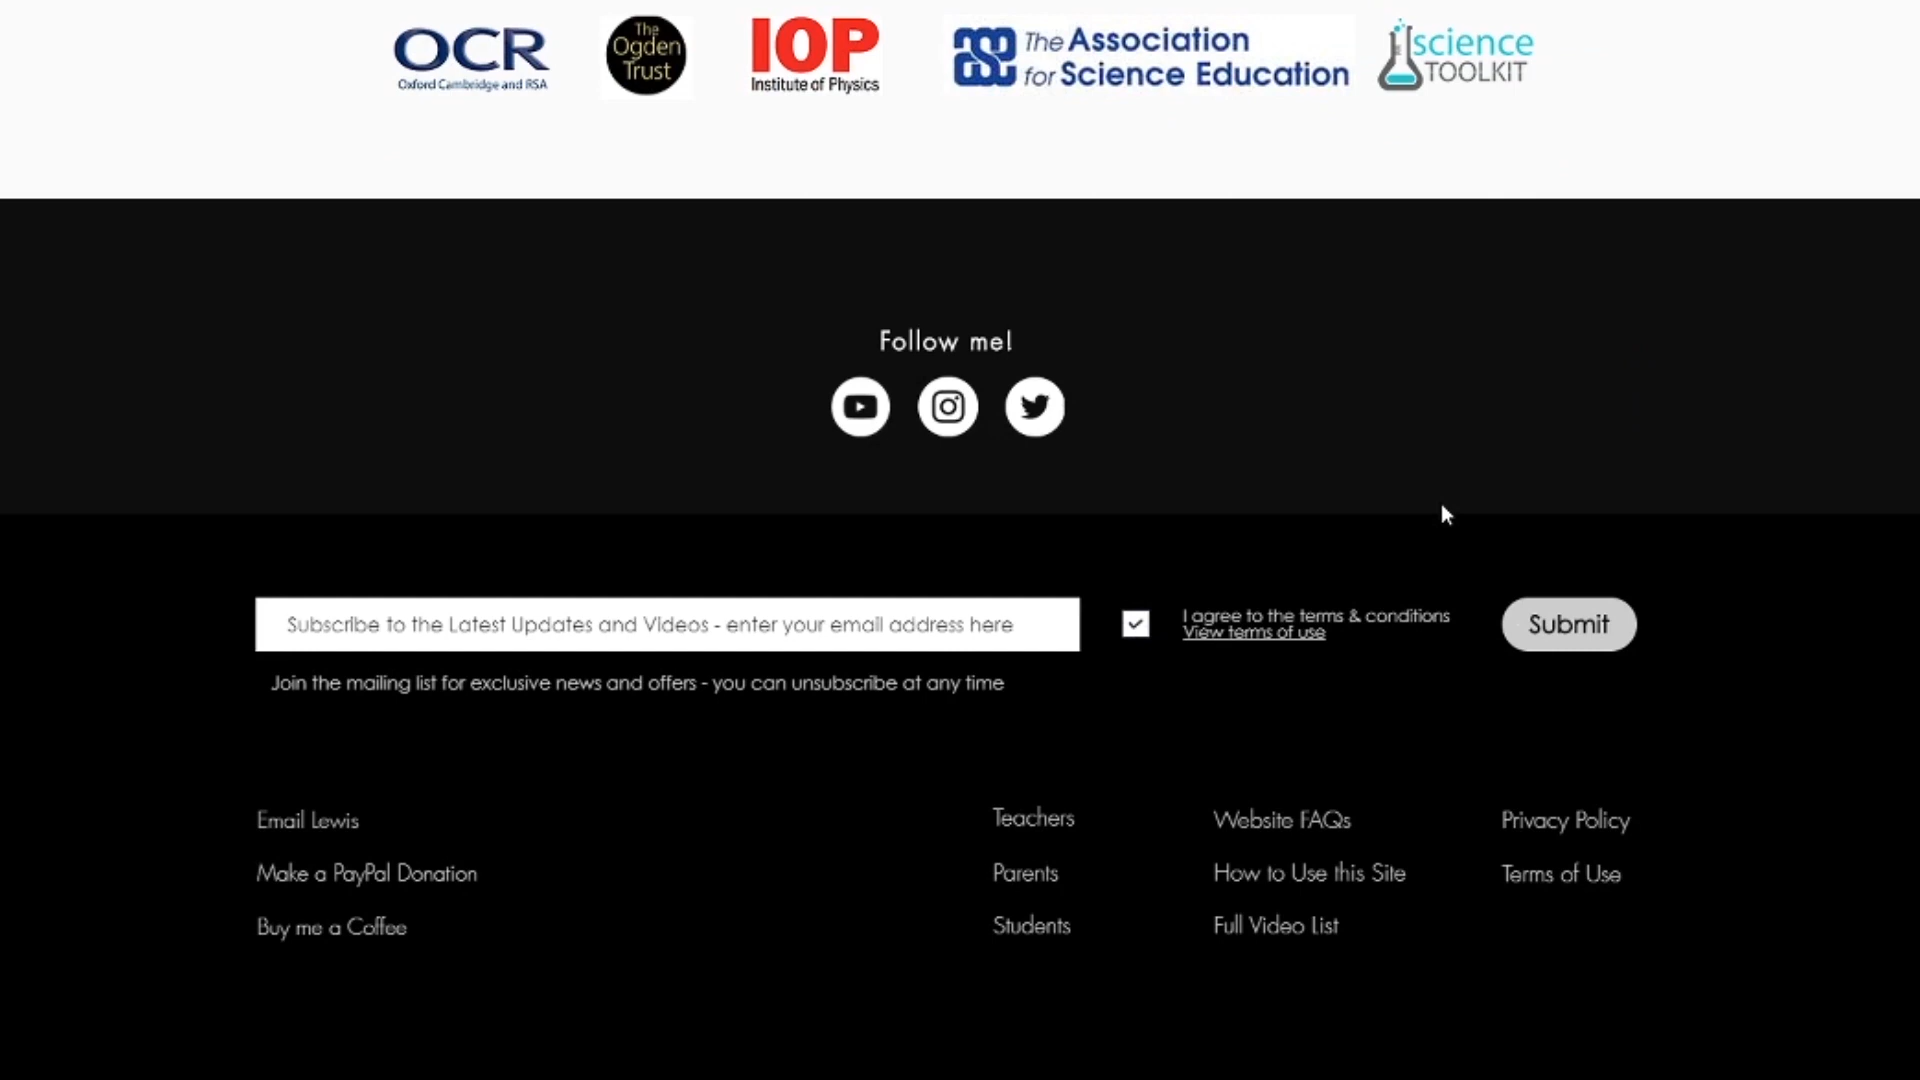 OCR
Oxford Cambridge and RSA
The
Ogden
Trust
IOP
Institute of Physics
ase
The Association
for Science Education
science
TOOLKIT
Follow me!
Subscribe to the Latest Updates and Videos - enter your email address here
I agree to the terms & conditions
View terms of use
Submit
Join the mailing list for exclusive news and offers - you can unsubscribe at any time
Email Lewis
Make a PayPal Donation
Buy me a Coffee
Teachers
Parents
Students
Website FAQs
How to Use this Site
Full Video List
Privacy Policy
Terms of Use